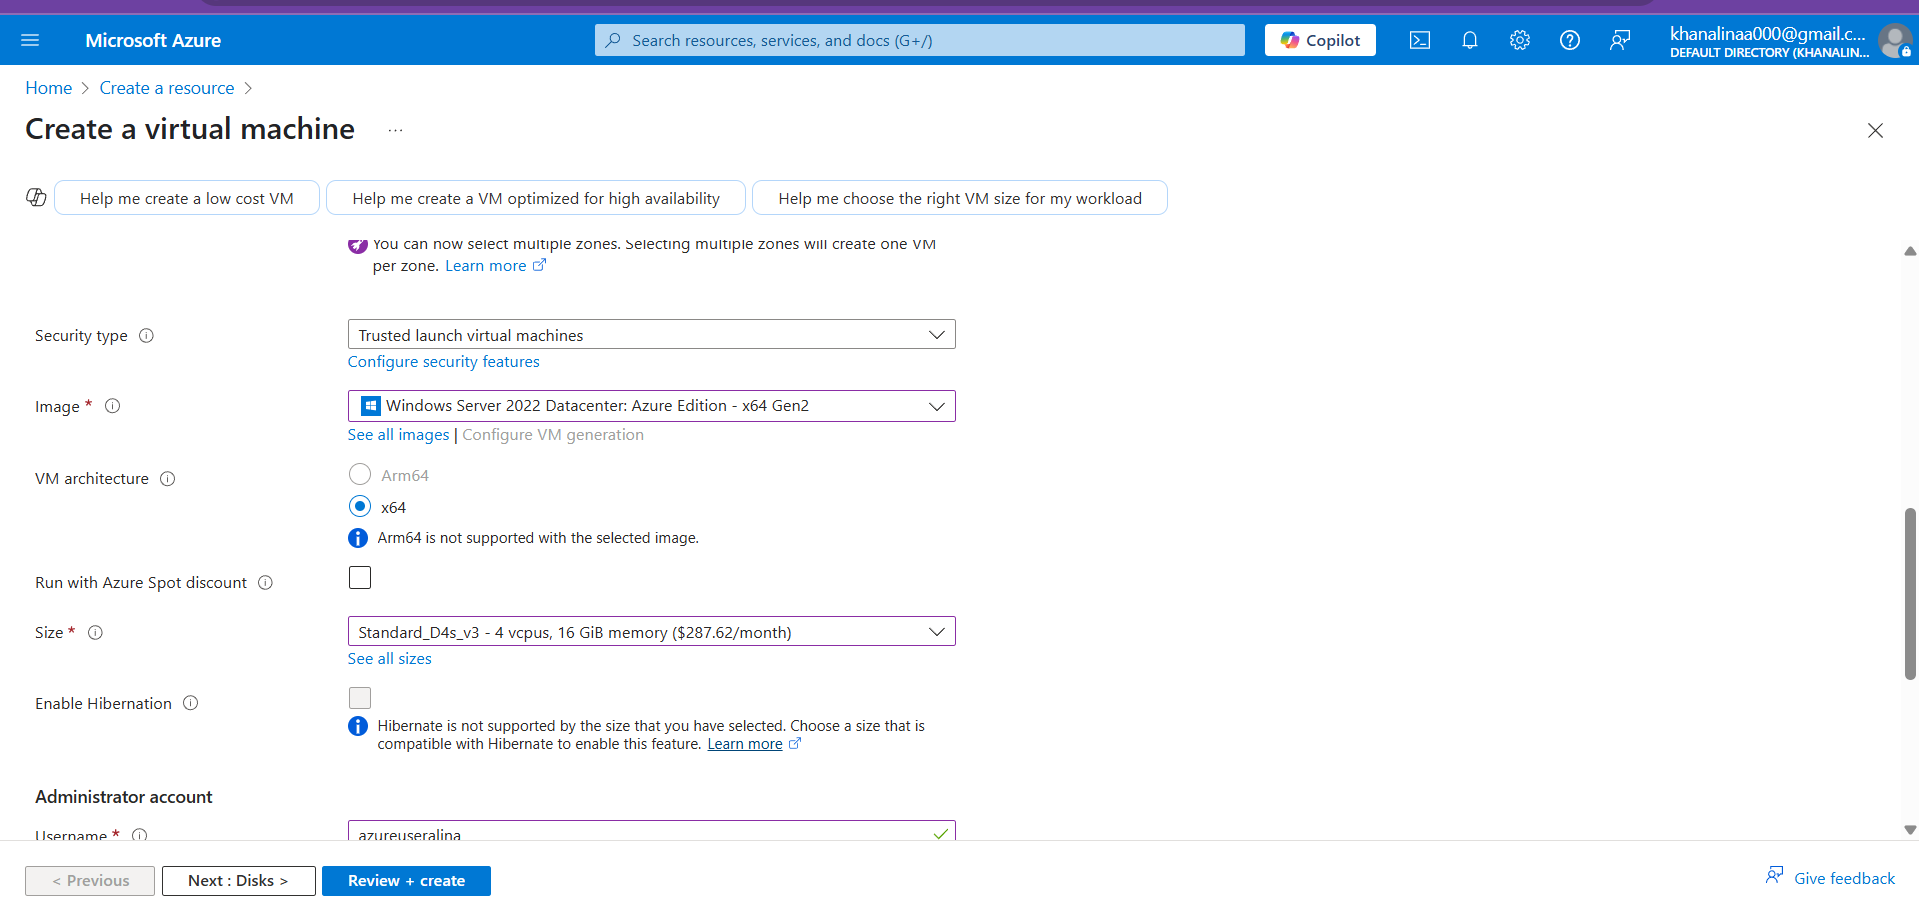 Microsoft Azure
Search resources, services, and docs (G+/)
Copilot
khanalinaa000@gmail.c...
DEFAULT DIRECTORY (KHANALIN...
Home > Create a resource >
Create a virtual machine ...
Help me create a low cost VM
Help me create a VM optimized for high availability
Help me choose the right VM size for my workload
You can now select multiple zones. Selecting multiple zones will create one VM
per zone. Learn more
Security type
Trusted launch virtual machines
Configure security features
Image *
Windows Server 2022 Datacenter: Azure Edition - x64 Gen2
See all images | Configure VM generation
VM architecture
Arm64
x64
Arm64 is not supported with the selected image.
Run with Azure Spot discount
Size *
Standard_D4s_v3 - 4 vcpus, 16 GiB memory ($287.62/month)
See all sizes
Enable Hibernation
Hibernate is not supported by the size that you have selected. Choose a size that is
compatible with Hibernate to enable this feature. Learn more
Administrator account
Username *
azureuseralina
< Previous
Next : Disks >
Review + create
Give feedback